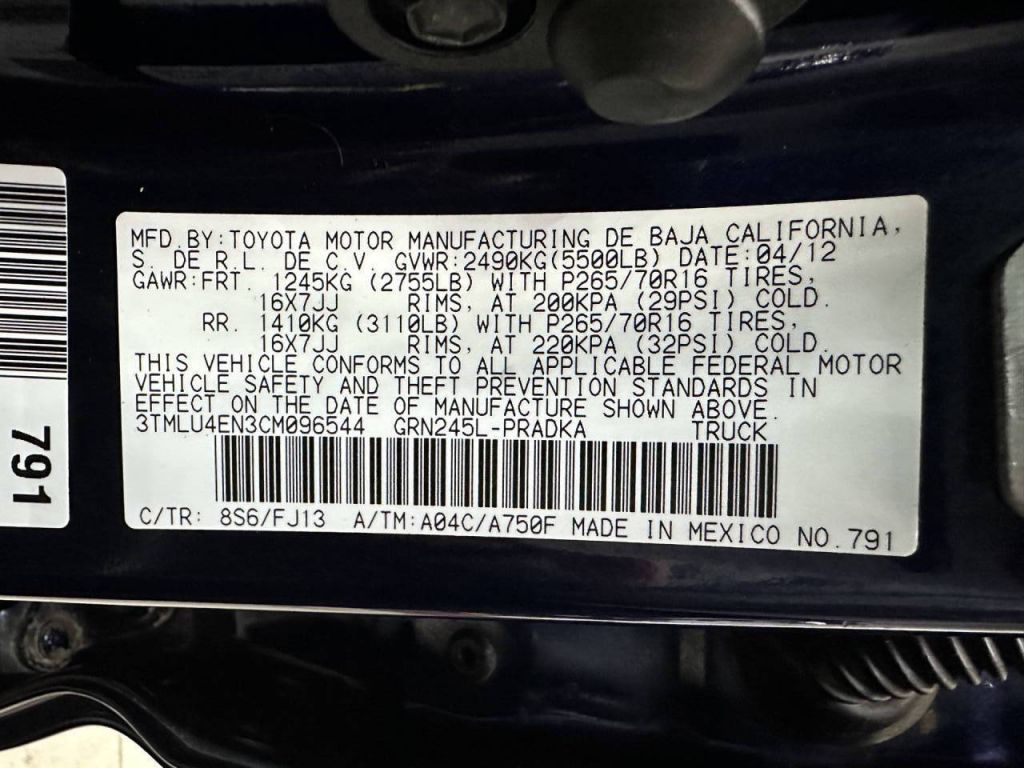 MFD.BY:TOYOTA MOTOR MANUFACTURING DE BAJA CALIFORNIA,
S. DE R.L. DE C.V. GVWR:2490KG(5500LB) DATE:04/12
GAWR:FRT. 1245KG (2755LB) WITH P265/70R16 TIRES,
16X7JJ RIMS, AT 200KPA (29PSI) COLD.
RR. 1410KG (3110LB) WITH P265/70R16 TIRES,
16X7JJ RIMS, AT 220KPA (32PSI) COLD.
THIS VEHICLE CONFORMS TO ALL APPLICABLE FEDERAL MOTOR
VEHICLE SAFETY AND THEFT PREVENTION STANDARDS IN
EFFECT ON THE DATE OF MANUFACTURE SHOWN ABOVE.
3TMLU4EN3CM096544 GRN245L-PRADKA TRUCK
C/TR: 8S6/FJ13 A/TM:A04C/A750F MADE IN MEXICO NO.791
791